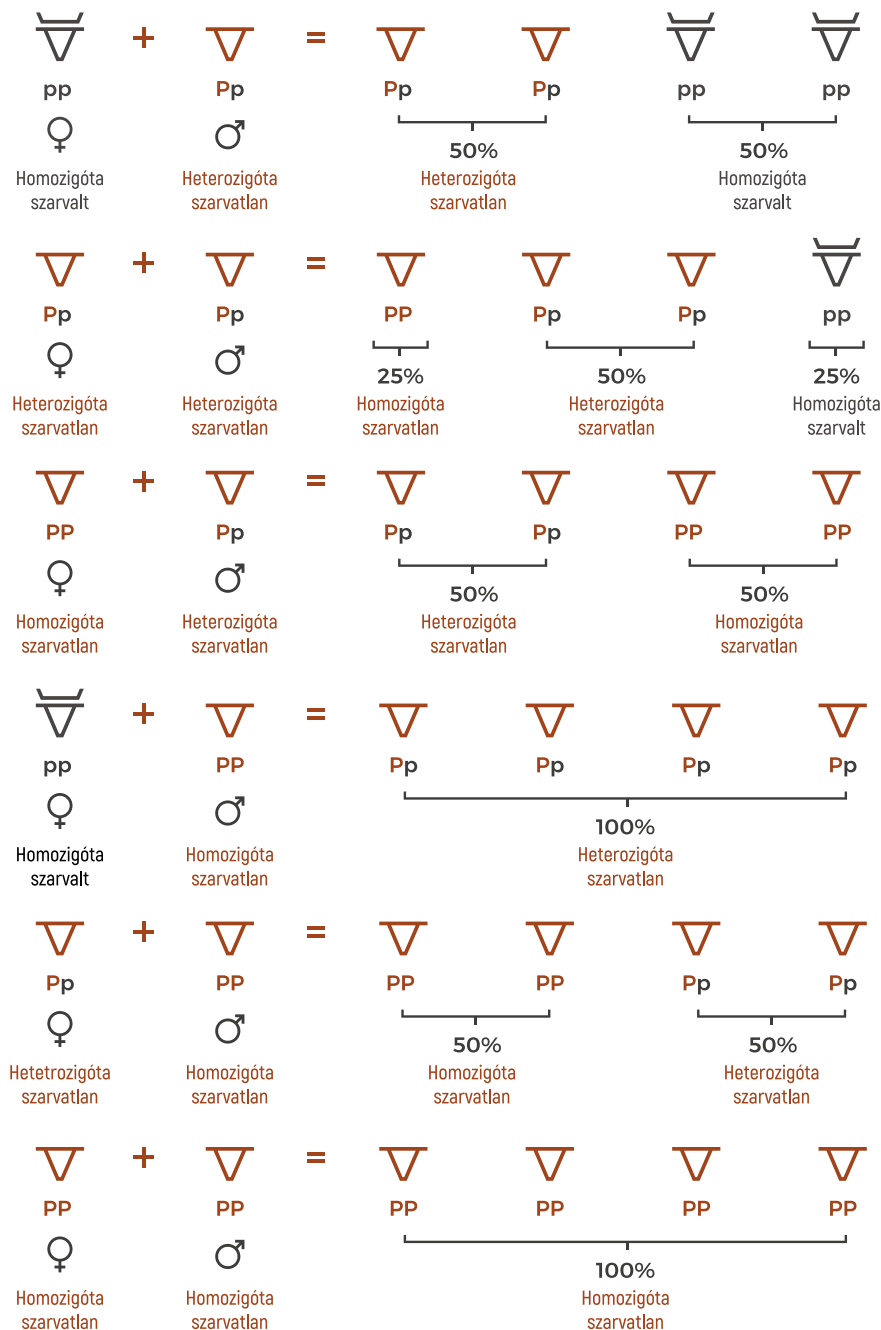 + =
pp Pp Pp Pp pp pp
♀ ♂ 50% 50%
Homozigóta Heterozigóta Heterozigóta Homozigóta
szarvalt szarvatlan szarvatlan szarvalt
+ =
Pp Pp PP Pp Pp pp
♀ ♂ 25% 50% 25%
Heterozigóta Heterozigóta Homozigóta Heterozigóta Homozigóta
szarvatlan szarvatlan szarvatlan szarvatlan szarvalt
+ =
PP Pp Pp Pp PP PP
♀ ♂ 50% 50%
Homozigóta Heterozigóta Heterozigóta Homozigóta
szarvatlan szarvatlan szarvatlan szarvatlan
+ =
pp PP Pp Pp Pp Pp
♀ ♂ 100%
Homozigóta Homozigóta Heterozigóta
szarvalt szarvatlan szarvatlan
+ =
Pp PP PP PP Pp Pp
♀ ♂ 50% 50%
Hetetrozigóta Homozigóta Homozigóta Heterozigóta
szarvatlan szarvatlan szarvatlan szarvatlan
+ =
PP PP PP PP PP PP
♀ ♂ 100%
Homozigóta Homozigóta Homozigóta
szarvatlan szarvatlan szarvatlan